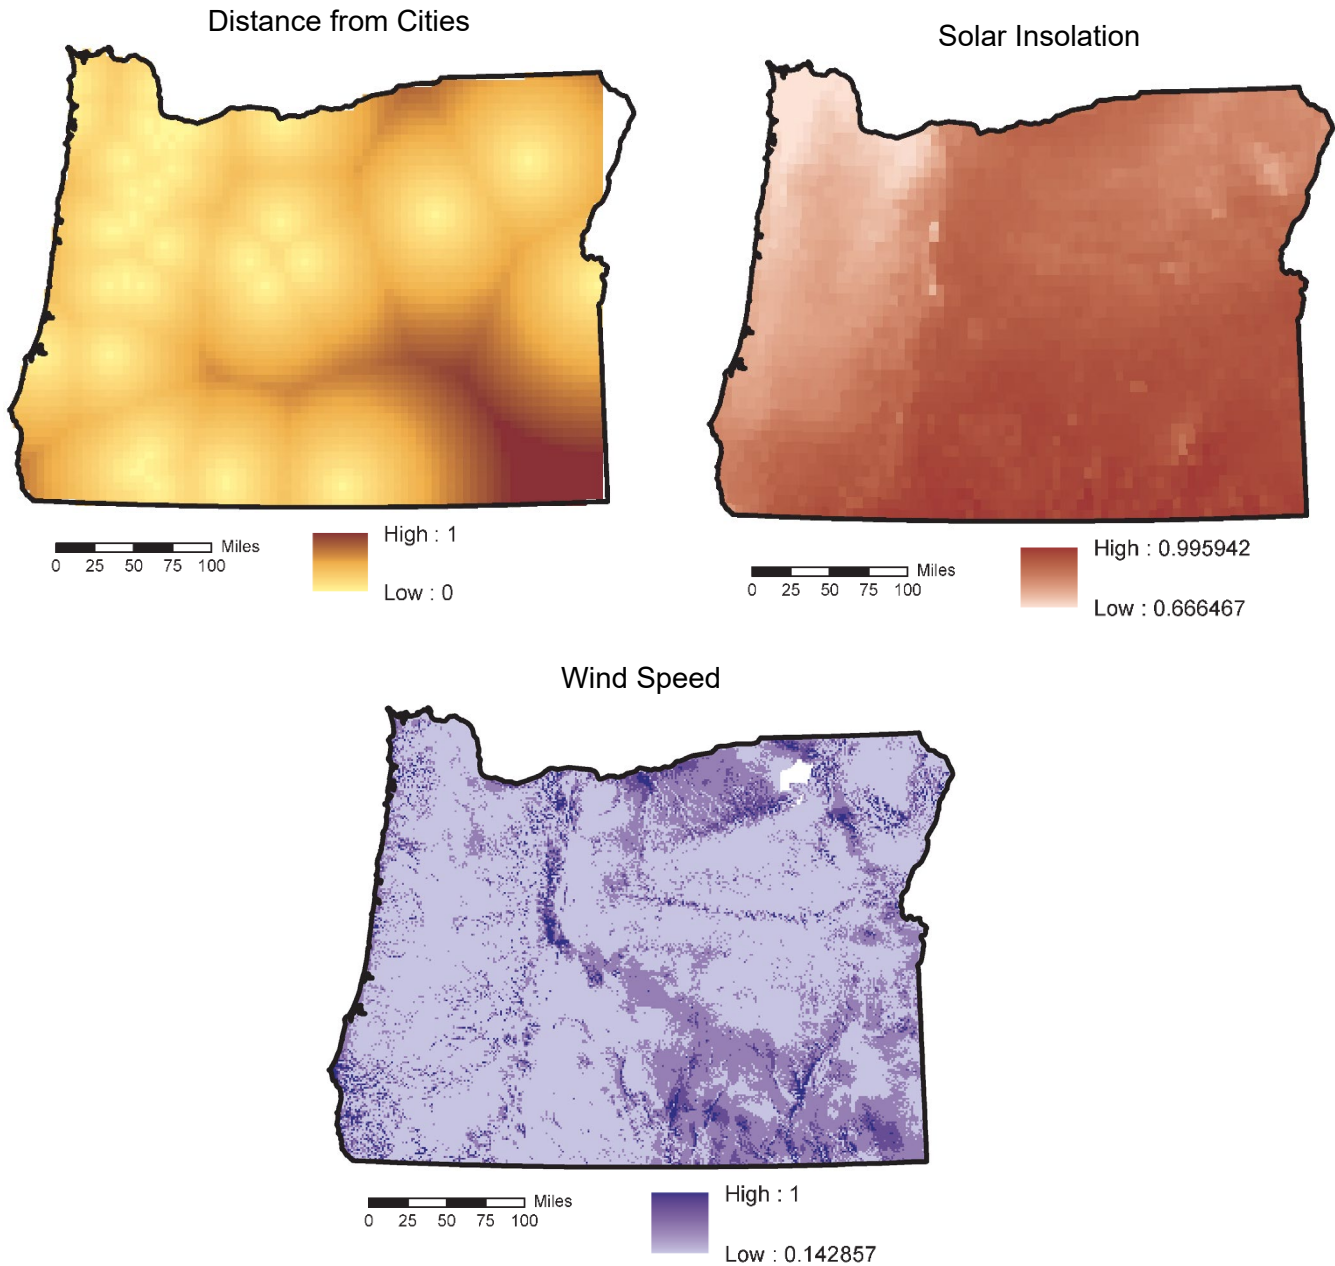 Distance from Cities
Solar Insolation
High : 1
Low : 0
Miles
0 25 50 75 100
High : 0.995942
Low : 0.666467
Miles
0 25 50 75 100
Wind Speed
High : 1
Low : 0.142857
Miles
0 25 50 75 100